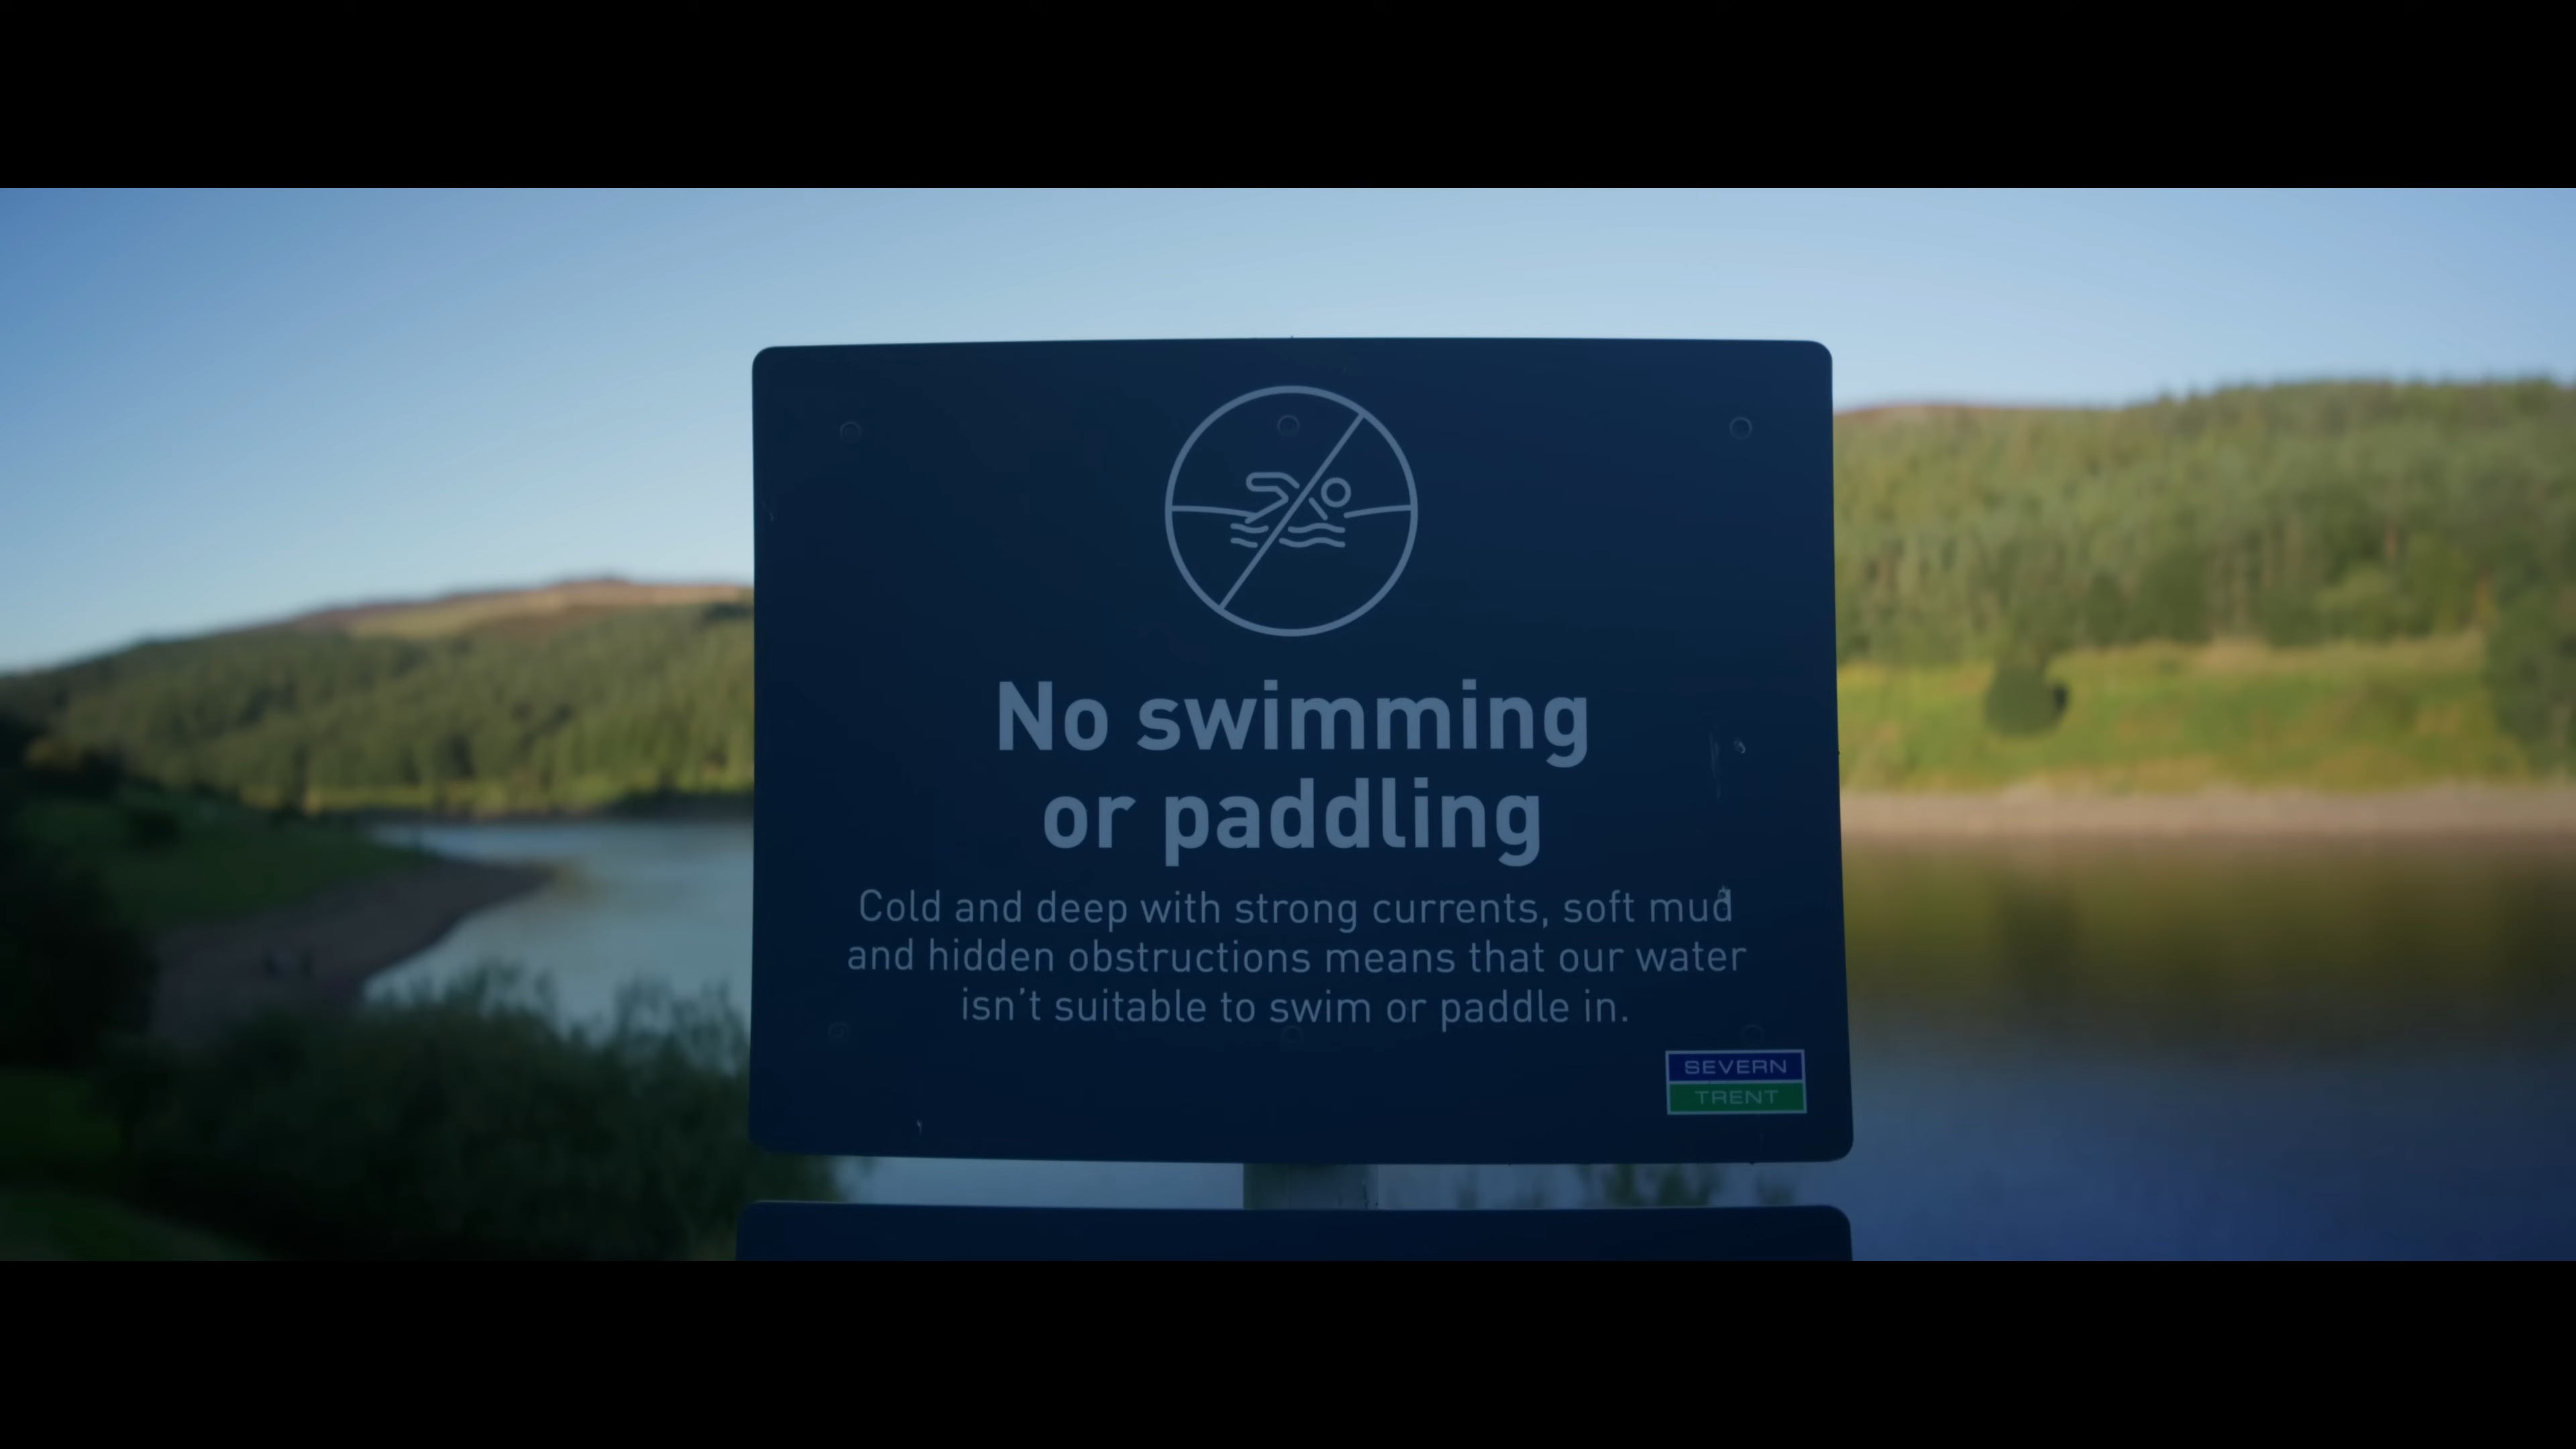 No swimming
or paddling
Cold and deep with strong currents, soft mud
and hidden obstructions means that our water
isn't suitable to swim or paddle in.
SEVERN
TRENT